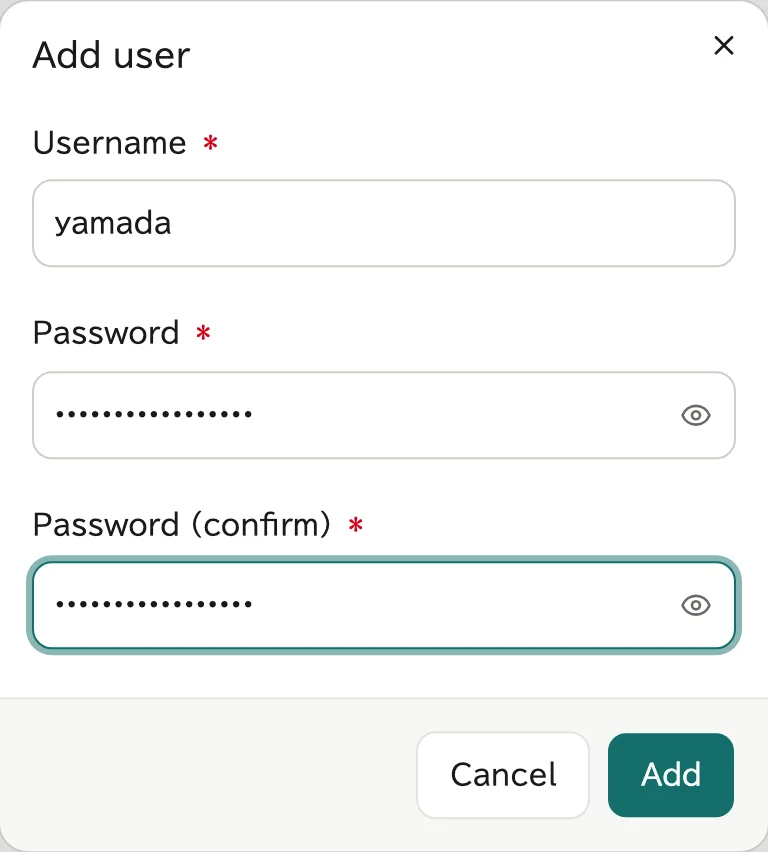 Add user
Username *
yamada
Password *
•••••••••••••••••
Password (confirm) *
•••••••••••••••••
Cancel
Add